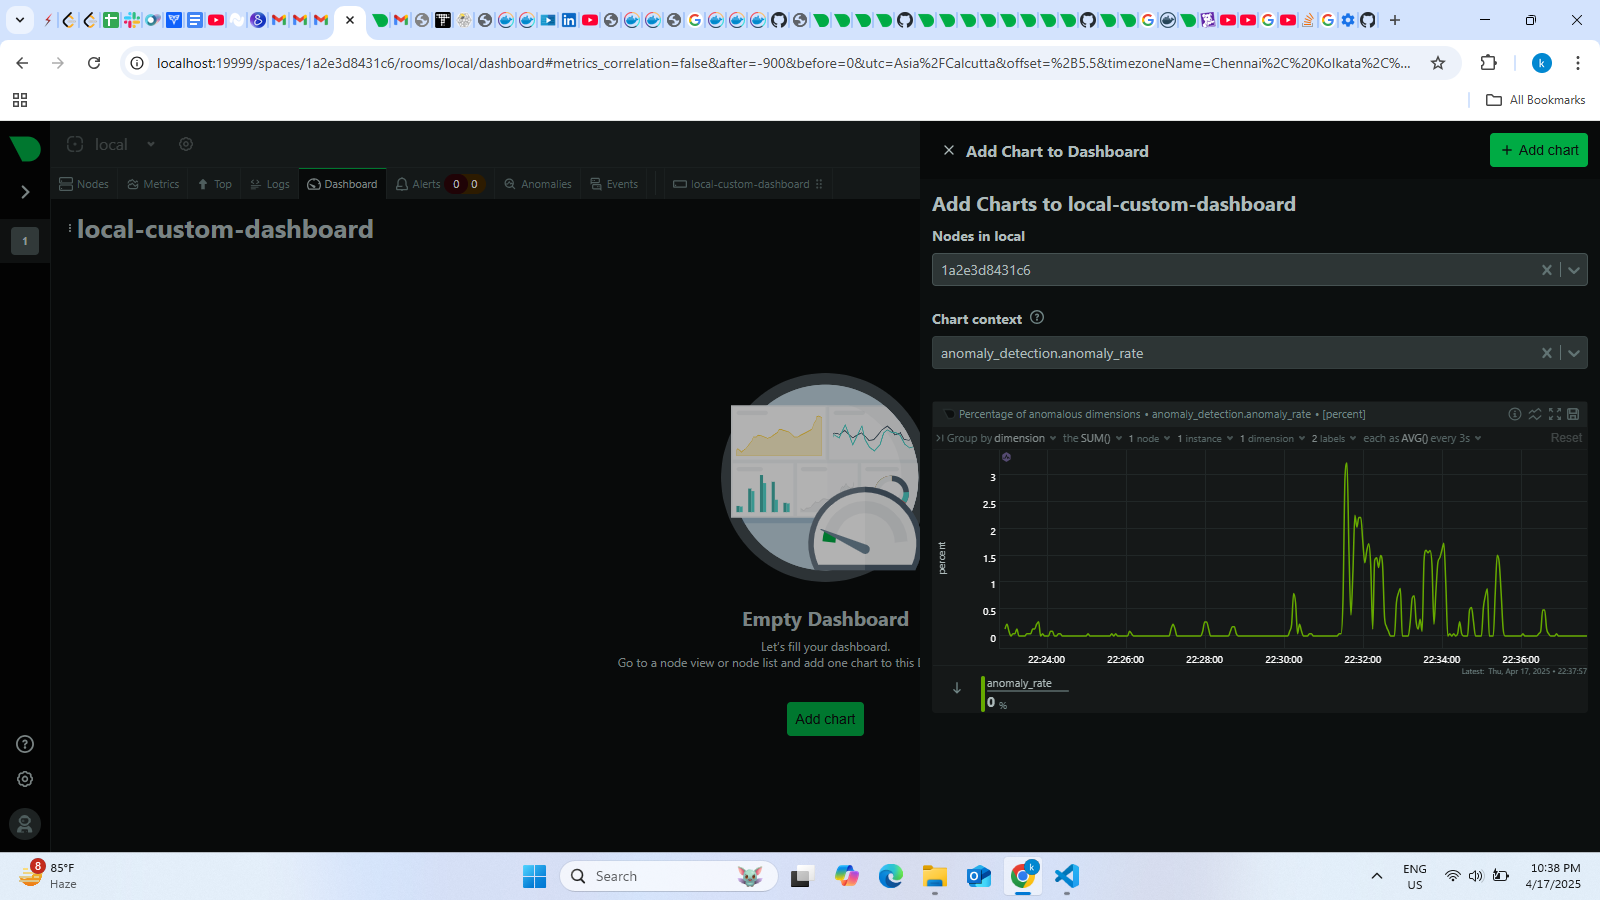 localhost:19999/spaces/1a2e3d8431c6/rooms/local/dashboard#metrics_correlation=false&after=-900&before=0&utc=Asia%2FCalcutta&offset=%2B5.5&timezoneName=Chennai%2C%20Kolkata%2C%...
k
All Bookmarks
local
Nodes
Metrics
Top
Logs
Dashboard
Alerts 0 0
Anomalies
Events
local-custom-dashboard
1
local-custom-dashboard
Empty Dashboard
Let's fill your dashboard.
Go to a node view or node list and add one chart to this
Add chart
Add Chart to Dashboard
+ Add chart
Add Charts to local-custom-dashboard
Nodes in local
1a2e3d8431c6
Chart context
anomaly_detection.anomaly_rate
Percentage of anomalous dimensions • anomaly_detection.anomaly_rate • [percent]
Group by dimension the SUM() 1 node 1 instance 1 dimension 2 labels each as AVG() every 3s Reset
percent
3
2.5
2
1.5
1
0.5
0
22:24:00 22:26:00 22:28:00 22:30:00 22:32:00 22:34:00 22:36:00
Latest: Thu, Apr 17, 2025 • 22:37:57
anomaly_rate
0 %
8
85°F
Haze
Search
k
ENG
US
10:38 PM
4/17/2025